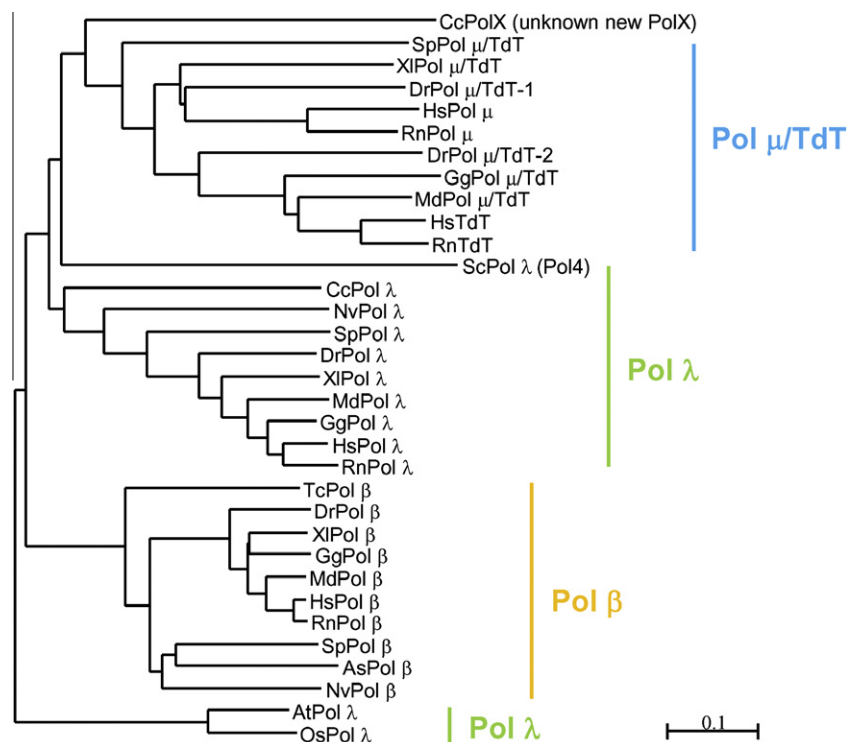 CcPolX (unknown new PolX)
SpPol μ/TdT
XlPol μ/TdT
DrPol μ/TdT-1
HsPol μ
RnPol μ
DrPol μ/TdT-2
GgPol μ/TdT
MdPol μ/TdT
HsTdT
RnTdT
Pol μ/TdT
ScPol λ (Pol4)
CcPol λ
NvPol λ
SpPol λ
DrPol λ
XlPol λ
MdPol λ
GgPol λ
HsPol λ
RnPol λ
Pol λ
TcPol β
DrPol β
XlPol β
GgPol β
MdPol β
HsPol β
RnPol β
SpPol β
AsPol β
NvPol β
Pol β
AtPol λ
OsPol λ
Pol λ
0.1